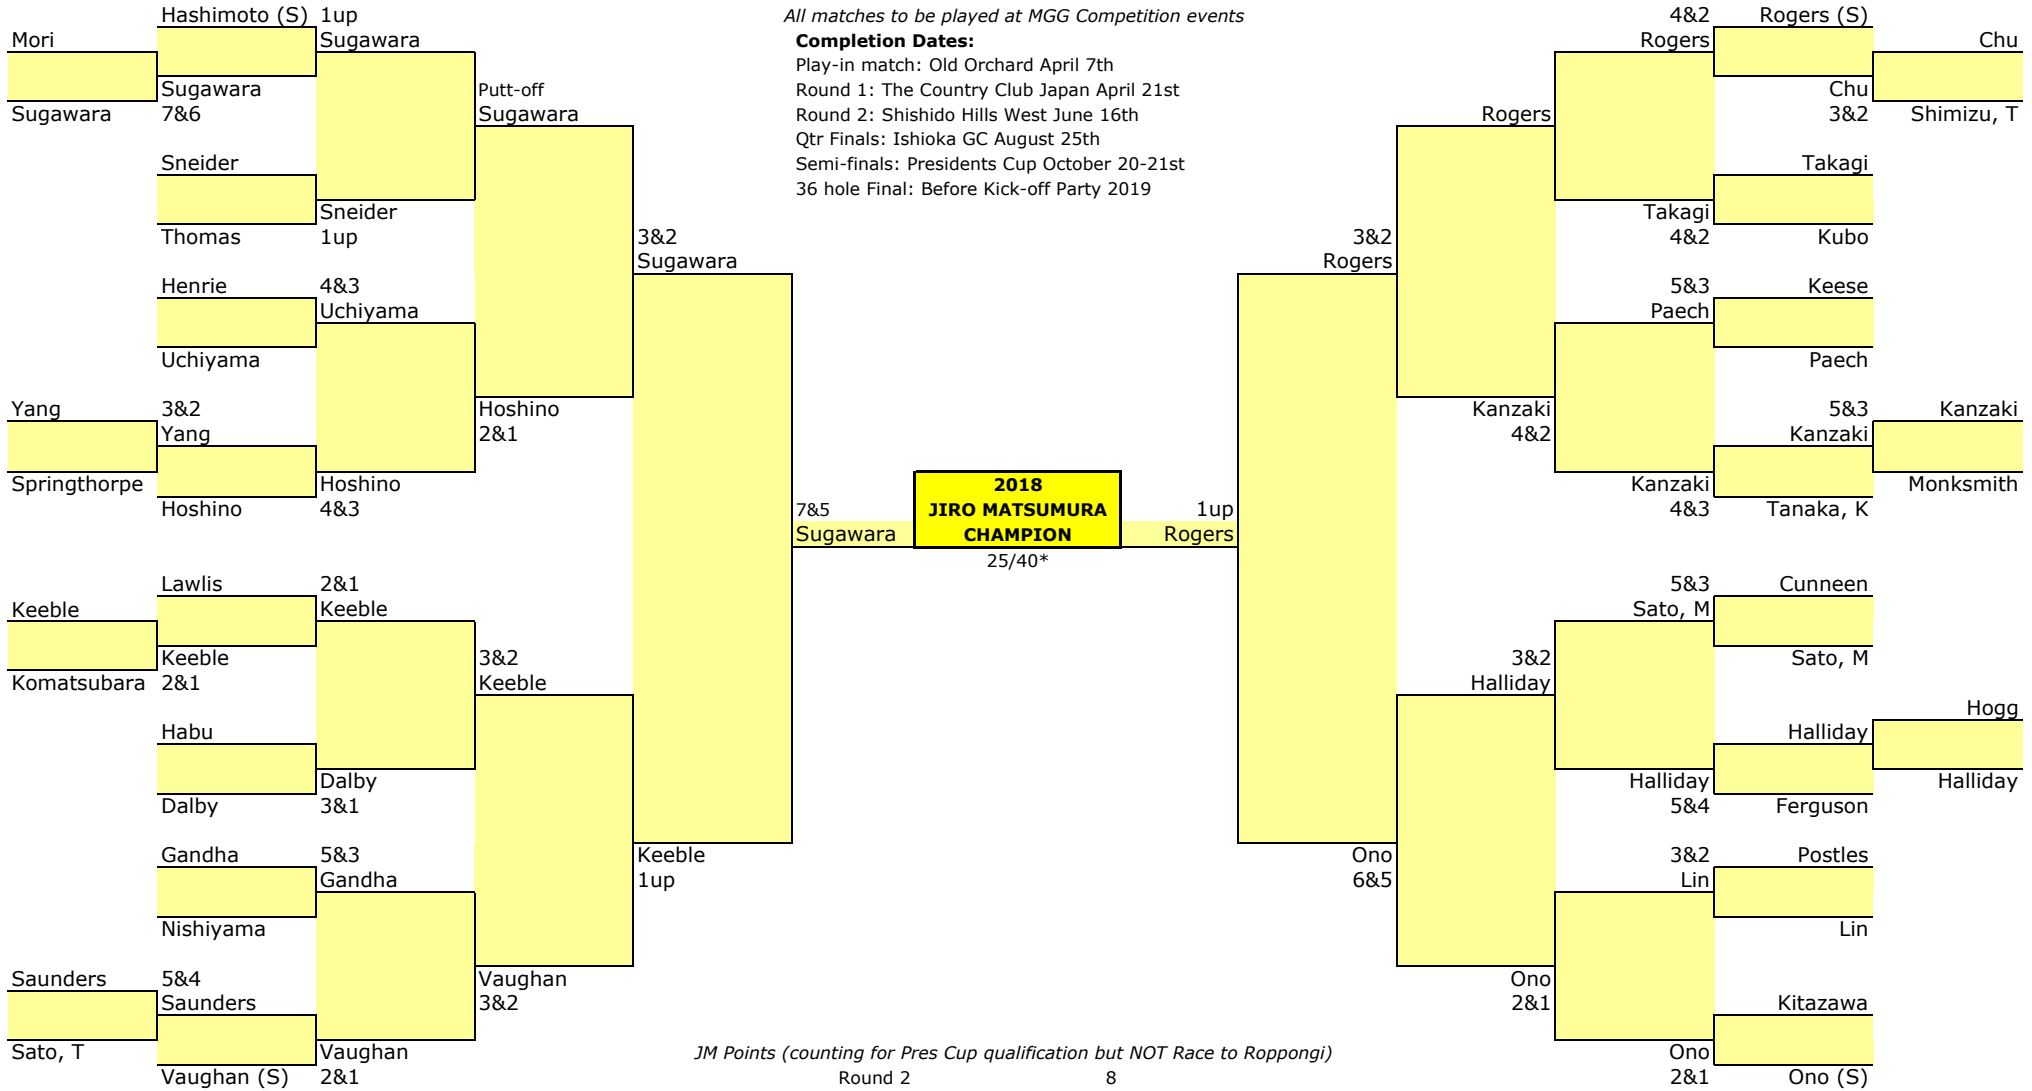 Hashimoto (S) 1up
All matches to be played at MGG Competition events
4&2 Rogers (S)
Mori Sugawara
Completion Dates:
Rogers Chu
Play-in match: Old Orchard April 7th
Sugawara Putt-off
Round 1: The Country Club Japan April 21st
Chu
Sugawara 7&6 Sugawara
Round 2: Shishido Hills West June 16th
Rogers 3&2 Shimizu, T
Qtr Finals: Ishioka GC August 25th
Sneider
Semi-finals: Presidents Cup October 20-21st
Takagi
36 hole Final: Before Kick-off Party 2019
Sneider
Takagi
Thomas 1up 3&2
3&2 4&2 Kubo
Sugawara
Rogers
Henrie 4&3
5&3 Keese
Uchiyama
Paech
Uchiyama
Paech
Yang 3&2 Hoshino
Kanzaki 5&3 Kanzaki
Yang 2&1
4&2 Kanzaki
Springthorpe Hoshino
2018
Kanzaki Monksmith
Hoshino 4&3 7&5
JIRO MATSUMURA
1up 4&3 Tanaka, K
Sugawara
CHAMPION
Rogers
25/40*
Lawlis 2&1
5&3 Cunneen
Keeble Keeble
Sato, M
Keeble 3&2
3&2 Sato, M
Komatsubara 2&1 Keeble
Halliday
Hogg
Habu
Halliday
Dalby
Halliday Halliday
Dalby 3&1
5&4 Ferguson
Gandha 5&3 Keeble
Ono 3&2 Postles
Gandha 1up
6&5 Lin
Nishiyama
Lin
Saunders 5&4 Vaughan
Ono
Saunders 3&2
2&1 Kitazawa
Sato, T Vaughan
JM Points (counting for Pres Cup qualification but NOT Race to Roppongi)
Ono
Vaughan (S) 2&1
Round 2 8
2&1 Ono (S)